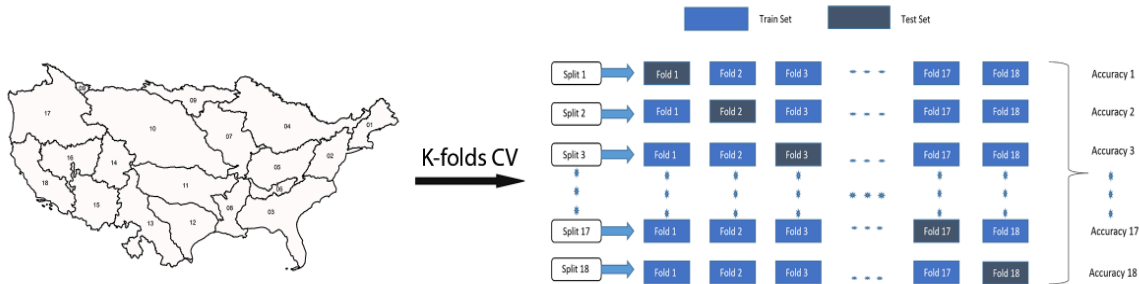 Train Set
Test Set
09
09
17
10
07
04
01
16
14
05
02
18
11
06
15
08
03
13
12
K-folds CV
Split 1
Fold 1
Fold 2
Fold 3
Fold 17
Fold 18
Accuracy 1
Split 2
Fold 1
Fold 2
Fold 3
Fold 17
Fold 18
Accuracy 2
Split 3
Fold 1
Fold 2
Fold 3
Fold 17
Fold 18
Accuracy 3
Split 17
Fold 1
Fold 2
Fold 3
Fold 17
Fold 18
Accuracy 17
Split 18
Fold 1
Fold 2
Fold 3
Fold 17
Fold 18
Accuracy 18